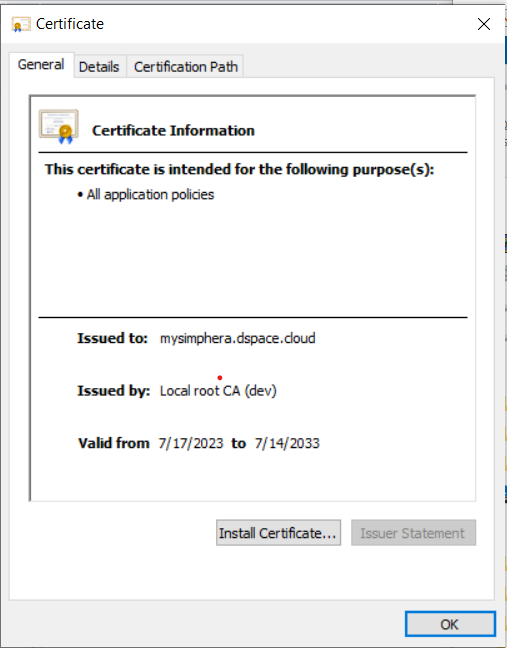 Certificate
General
Details
Certification Path
Certificate Information
This certificate is intended for the following purpose(s):
• All application policies
Issued to: mysimphera.dspace.cloud
Issued by: Local root CA (dev)
Valid from 7/17/2023 to 7/14/2033
Install Certificate...
Issuer Statement
OK